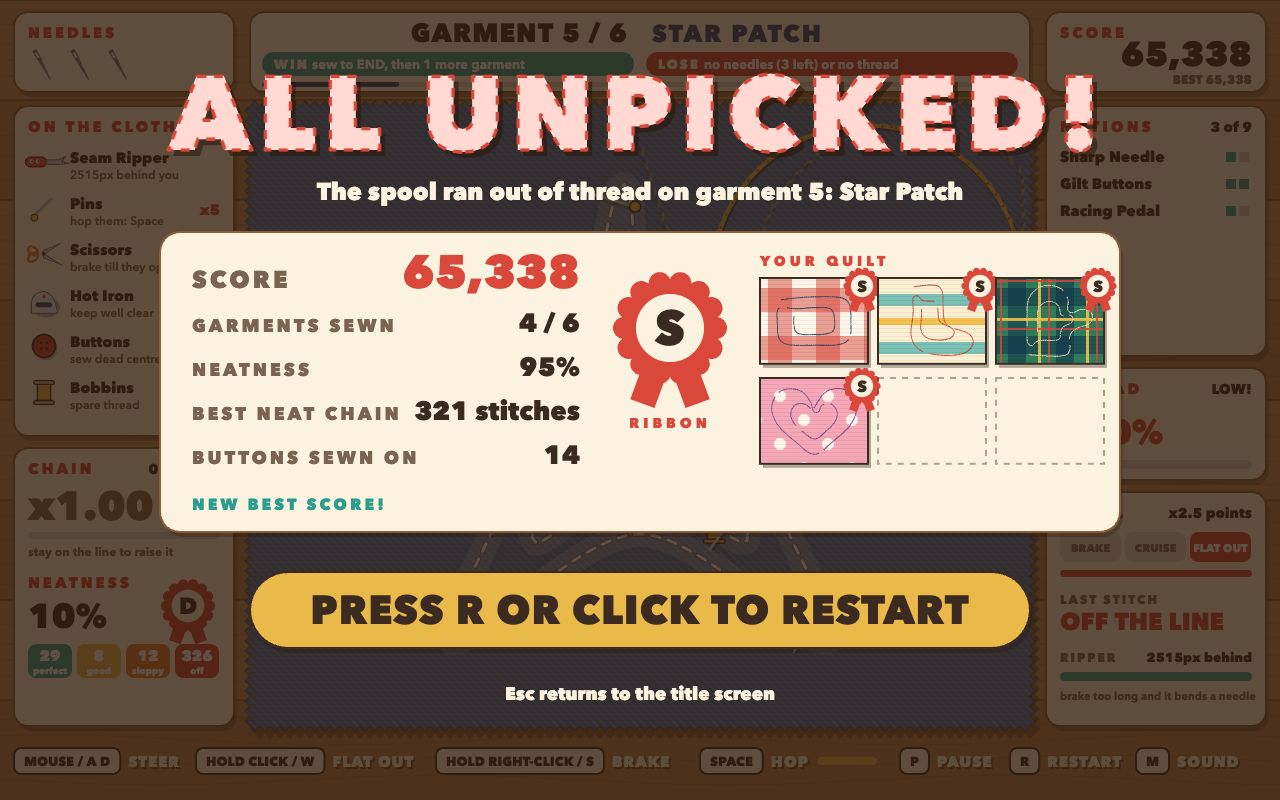 NEEDLES
GARMENT 5 / 6 STAR PATCH
WIN sew to END, then 1 more garment
LOSE no needles (3 left) or no thread
SCORE
65,338
BEST 65,338
ALL UNPICKED!
The spool ran out of thread on garment 5: Star Patch
ON THE CLOTH
Seam Ripper
2515px behind you
Pins
hop them: Space
x5
Scissors
brake till they op
Hot Iron
keep well clear
Buttons
sew dead centre
Bobbins
spare thread
3 of 9
Sharp Needle
Gilt Buttons
Racing Pedal
SCORE 65,338
GARMENTS SEWN 4 / 6
NEATNESS 95%
BEST NEAT CHAIN 321 stitches
BUTTONS SEWN ON 14
NEW BEST SCORE!
S
RIBBON
YOUR QUILT
S
S
S
S
LOW!
CHAIN
x1.00
stay on the line to raise it
NEATNESS
10%
D
29 perfect
8 good
12 sloppy
326 off
x2.5 points
BRAKE CRUISE FLAT OUT
LAST STITCH
OFF THE LINE
RIPPER 2515px behind
brake too long and it bends a needle
PRESS R OR CLICK TO RESTART
Esc returns to the title screen
MOUSE / A D STEER HOLD CLICK / W FLAT OUT HOLD RIGHT-CLICK / S BRAKE SPACE HOP P PAUSE R RESTART M SOUND